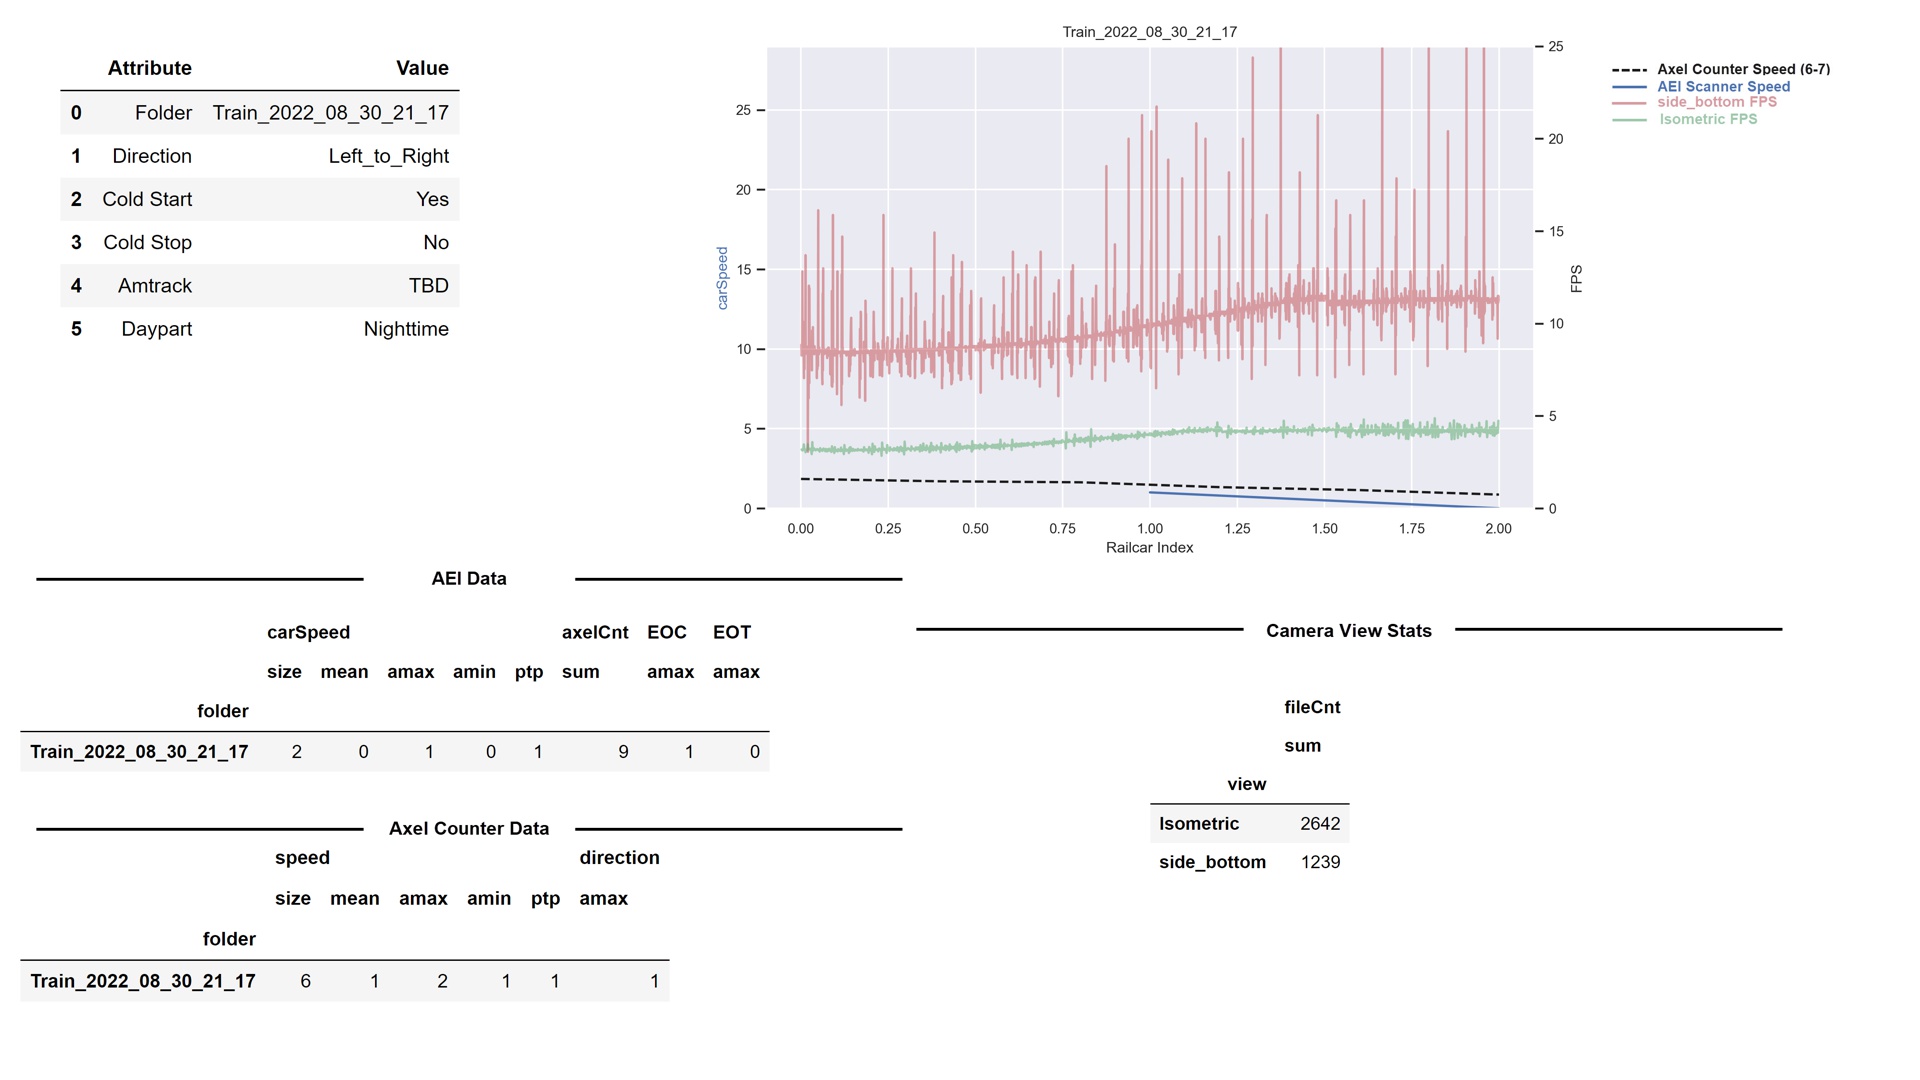 Attribute Value
0 Folder Train_2022_08_30_21_17
1 Direction Left_to_Right
2 Cold Start Yes
3 Cold Stop No
4 Amtrack TBD
5 Daypart Nighttime
Train_2022_08_30_21_17
25
20
15
10
5
0
carSpeed
25
20
15
10
5
0
FPS
0.00 0.25 0.50 0.75 1.00 1.25 1.50 1.75 2.00
Railcar Index
Axel Counter Speed (6-7)
AEI Scanner Speed
side_bottom FPS
Isometric FPS
AEI Data
carSpeed axelCnt EOC EOT
size mean amax amin ptp sum amax amax
folder
Train_2022_08_30_21_17 2 0 1 0 1 9 1 0
Axel Counter Data
speed direction
size mean amax amin ptp amax
folder
Train_2022_08_30_21_17 6 1 2 1 1 1
Camera View Stats
fileCnt
sum
view
Isometric 2642
side_bottom 1239